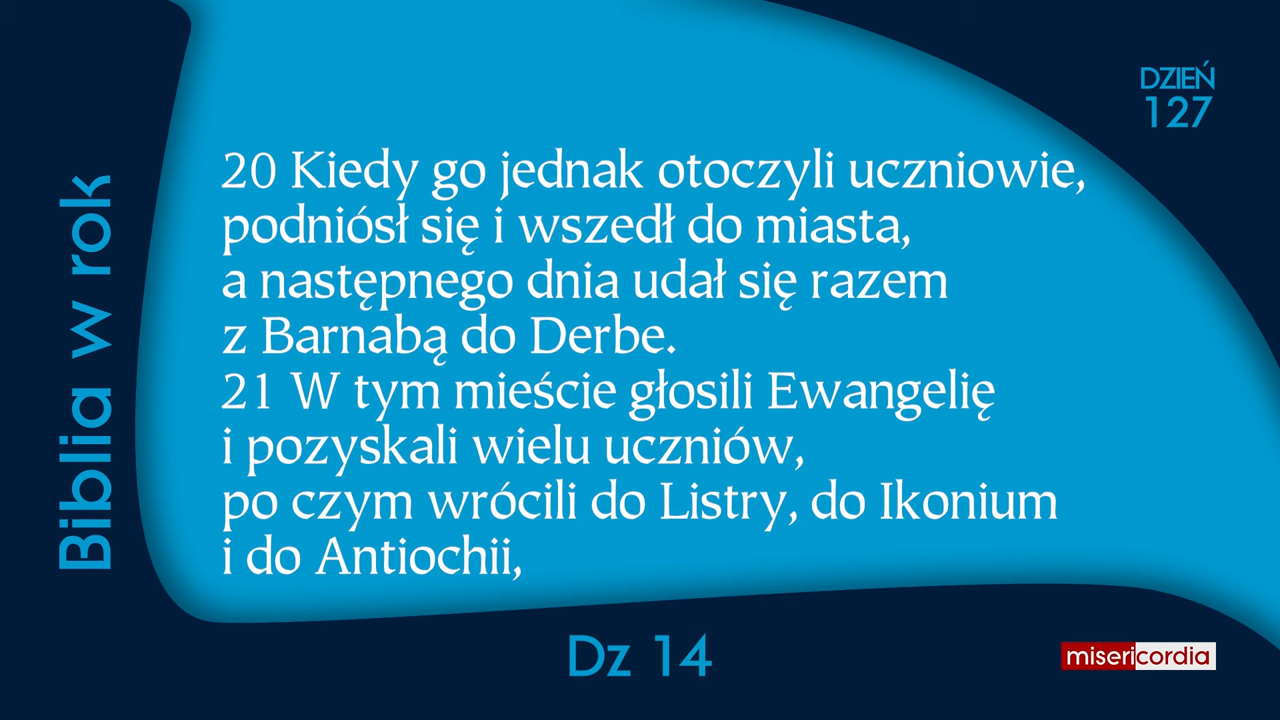 DZIEŃ
127
20 Kiedy go jednak otoczyli uczniowie,
podniósł się i wszedł do miasta,
a następnego dnia udał się razem
z Barnabą do Derbe.
21 W tym mieście głosili Ewangelię
i pozyskali wielu uczniów,
po czym wrócili do Listry, do Ikonium
i do Antiochii,
Biblia w rok
Dz 14
misericordia